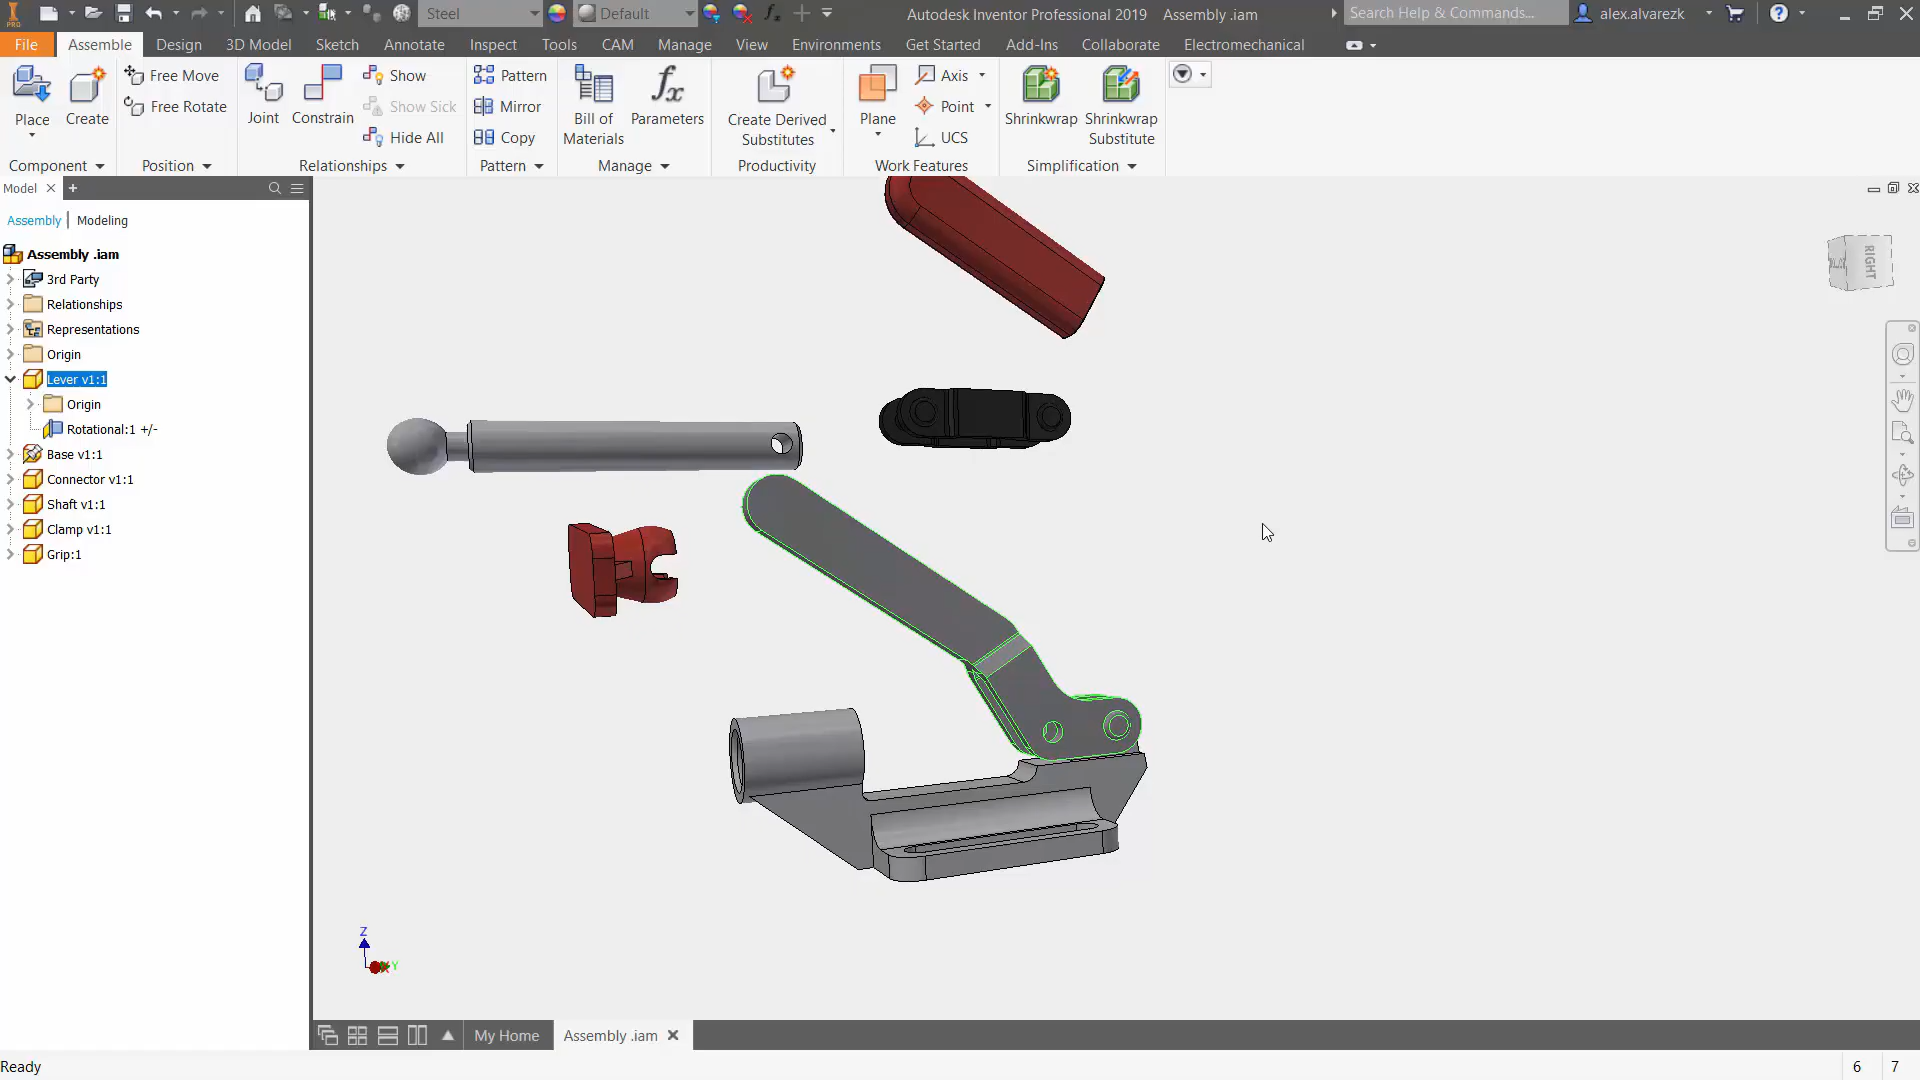 Steel
Default
Autodesk Inventor Professional 2019 Assembly .iam
Search Help & Commands...
alex.alvarezk
File Assemble Design 3D Model Sketch Annotate Inspect Tools CAM Manage View Environments Get Started Add-Ins Collaborate Electromechanical
Place
Create
Free Move
Free Rotate
Joint
Constrain
Show
Show Sick
Hide All
Pattern
Mirror
Copy
Bill of
Materials
Parameters
Create Derived
Substitutes
Plane
Axis
Point
UCS
Shrinkwrap
Shrinkwrap
Substitute
Component
Position
Relationships
Pattern
Manage
Productivity
Work Features
Simplification
Model
Assembly | Modeling
Assembly .iam
3rd Party
Relationships
Representations
Origin
Lever v1:1
Origin
Rotational:1 +/-
Base v1:1
Connector v1:1
Shaft v1:1
Clamp v1:1
Grip:1
RIGHT
Z
Y
My Home
Assembly .iam
Ready
6 7